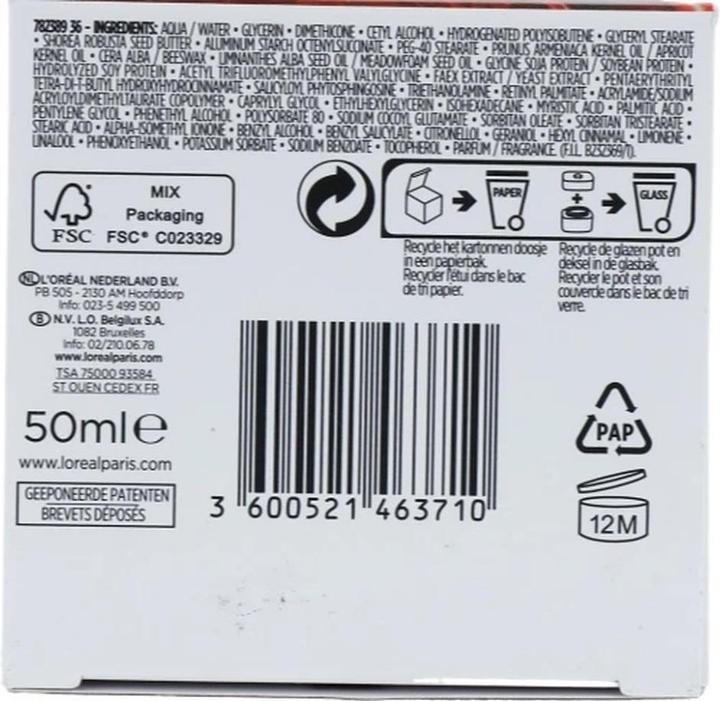 782389 36 - INGREDIENTS: AQUA / WATER • GLYCERIN • DIMETHICONE • CETYL ALCOHOL • HYDROGENATED POLYISOBUTENE • GLYCERYL STEARATE
• SHOREA ROBUSTA SEED BUTTER • ALUMINUM STARCH OCTENYLSUCCINATE • PEG-40 STEARATE • PRUNUS ARMENIACA KERNEL OIL / APRICOT
KERNEL OIL • CERA ALBA / BEESWAX • LIMNANTHES ALBA SEED OIL / MEADOWFOAM SEED OIL • GLYCINE SOJA PROTEIN / SOYBEAN PROTEIN •
HYDROLYZED SOY PROTEIN • ACETYL TRIFLUOROMETHYLPHENYL VALYLGLYCINE • FAEX EXTRACT / YEAST EXTRACT • PENTAERYTHRITYL
TETRA-DI-T-BUTYL HYDROXYHYDROCINNAMATE • SALICYLOYL PHYTOSPHINGOSINE • TRIETHANOLAMINE • RETINYL PALMITATE • ACRYLAMIDE/SODIUM
ACRYLOYLDIMETHYLTAURATE COPOLYMER • CAPRYLYL GLYCOL • ETHYLHEXYLGLYCERIN • ISOHEXADECANE • MYRISTIC ACID • PALMITIC ACID •
PENTYLENE GLYCOL • PHENETHYL ALCOHOL • POLYSORBATE 80 • SODIUM COCOYL GLUTAMATE • SORBITAN OLEATE • SORBITAN TRISTEARATE •
STEARIC ACID • ALPHA-ISOMETHYL IONONE • BENZYL ALCOHOL • BENZYL SALICYLATE • CITRONELLOL • GERANIOL • HEXYL CINNAMAL • LIMONENE •
LINALOOL • PHENOXYETHANOL • POTASSIUM SORBATE • SODIUM BENZOATE • TOCOPHEROL • PARFUM / FRAGRANCE. (F.I.L. B232369/1).
MIX
Packaging
FSC FSC® C023329
PAPER
GLASS
Recycle het kartonnen doosje
in een papierbak.
Recycler l'étui dans le bac
de tri papier.
Recycle de glazen pot en
deksel in de glasbak.
Recycler le pot et son
couvercle dans le bac de tri
verre.
NL L'ORÉAL NEDERLAND B.V.
PB 505 - 2130 AM Hoofddorp
Info: 023-5 499 500
B N.V. L.O. Belgilux S.A.
1082 Bruxelles
Info: 02/210.06.78
www.lorealparis.com
TSA 75000 93584
ST OUEN CEDEX FR
50ml e
www.lorealparis.com
GEEPONEERDE PATENTEN
BREVETS DÉPOSÉS
3 600521 463710
PAP
12M